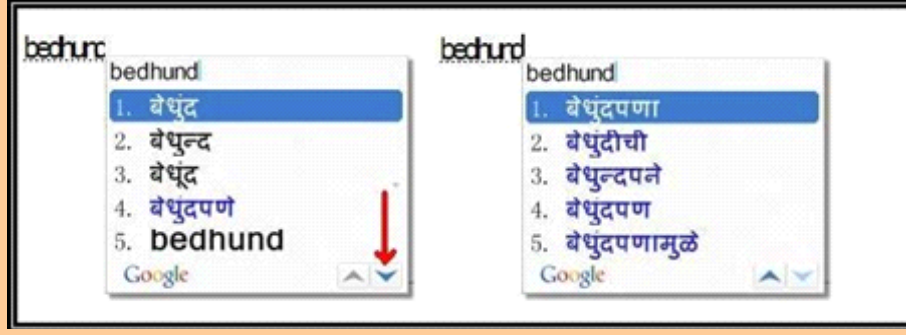 bedhund
bedhund
1. बेधुंद
2. बेधुन्द
3. बेधूंद
4. बेधुंदपणे
5. bedhund
Google
bedhund
bedhund
1. बेधुंदपणा
2. बेधुंदीची
3. बेधुन्दपने
4. बेधुंदपण
5. बेधुंदपणामुळे
Google